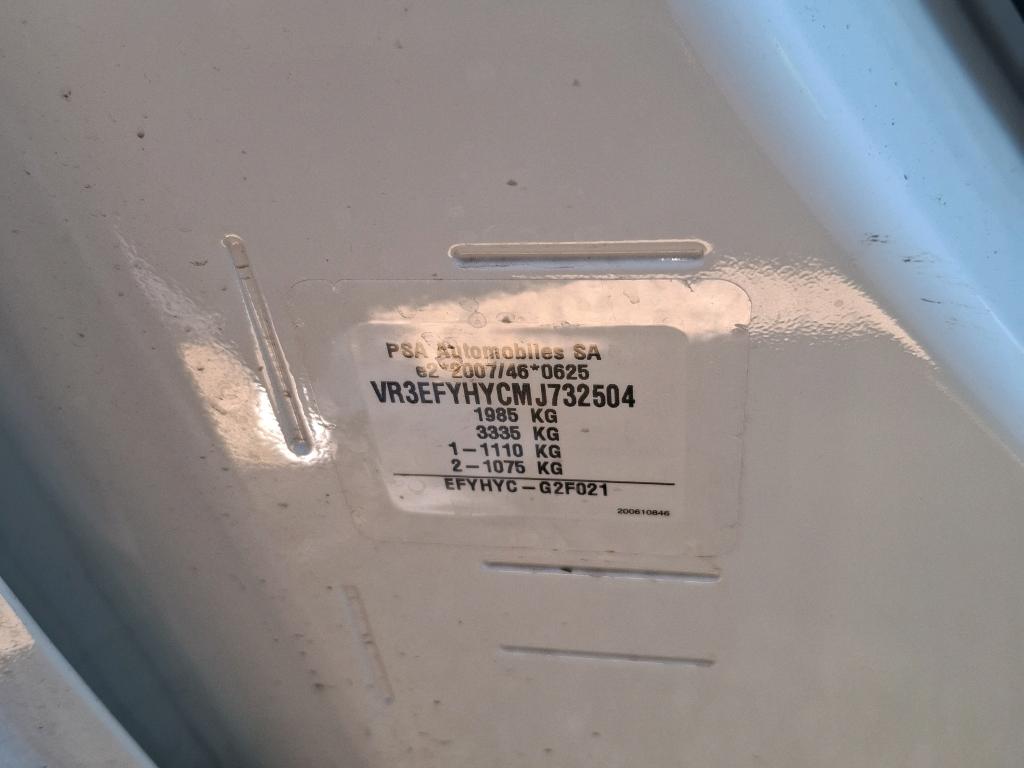 PSA Automobiles SA
e2*2007/46*0625
VR3EFYHYCMJ732504
1985 KG
3335 KG
1-1110 KG
2-1075 KG
EFYHYC-G2F021
200610846